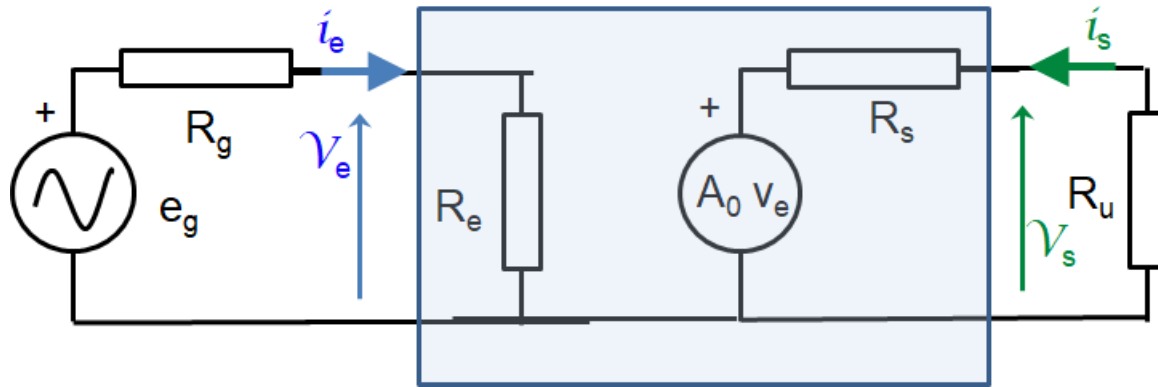 i_e
i_s
+
R_g
+
R_s
V_e
e_g
R_e
A_0 v_e
R_u
V_s